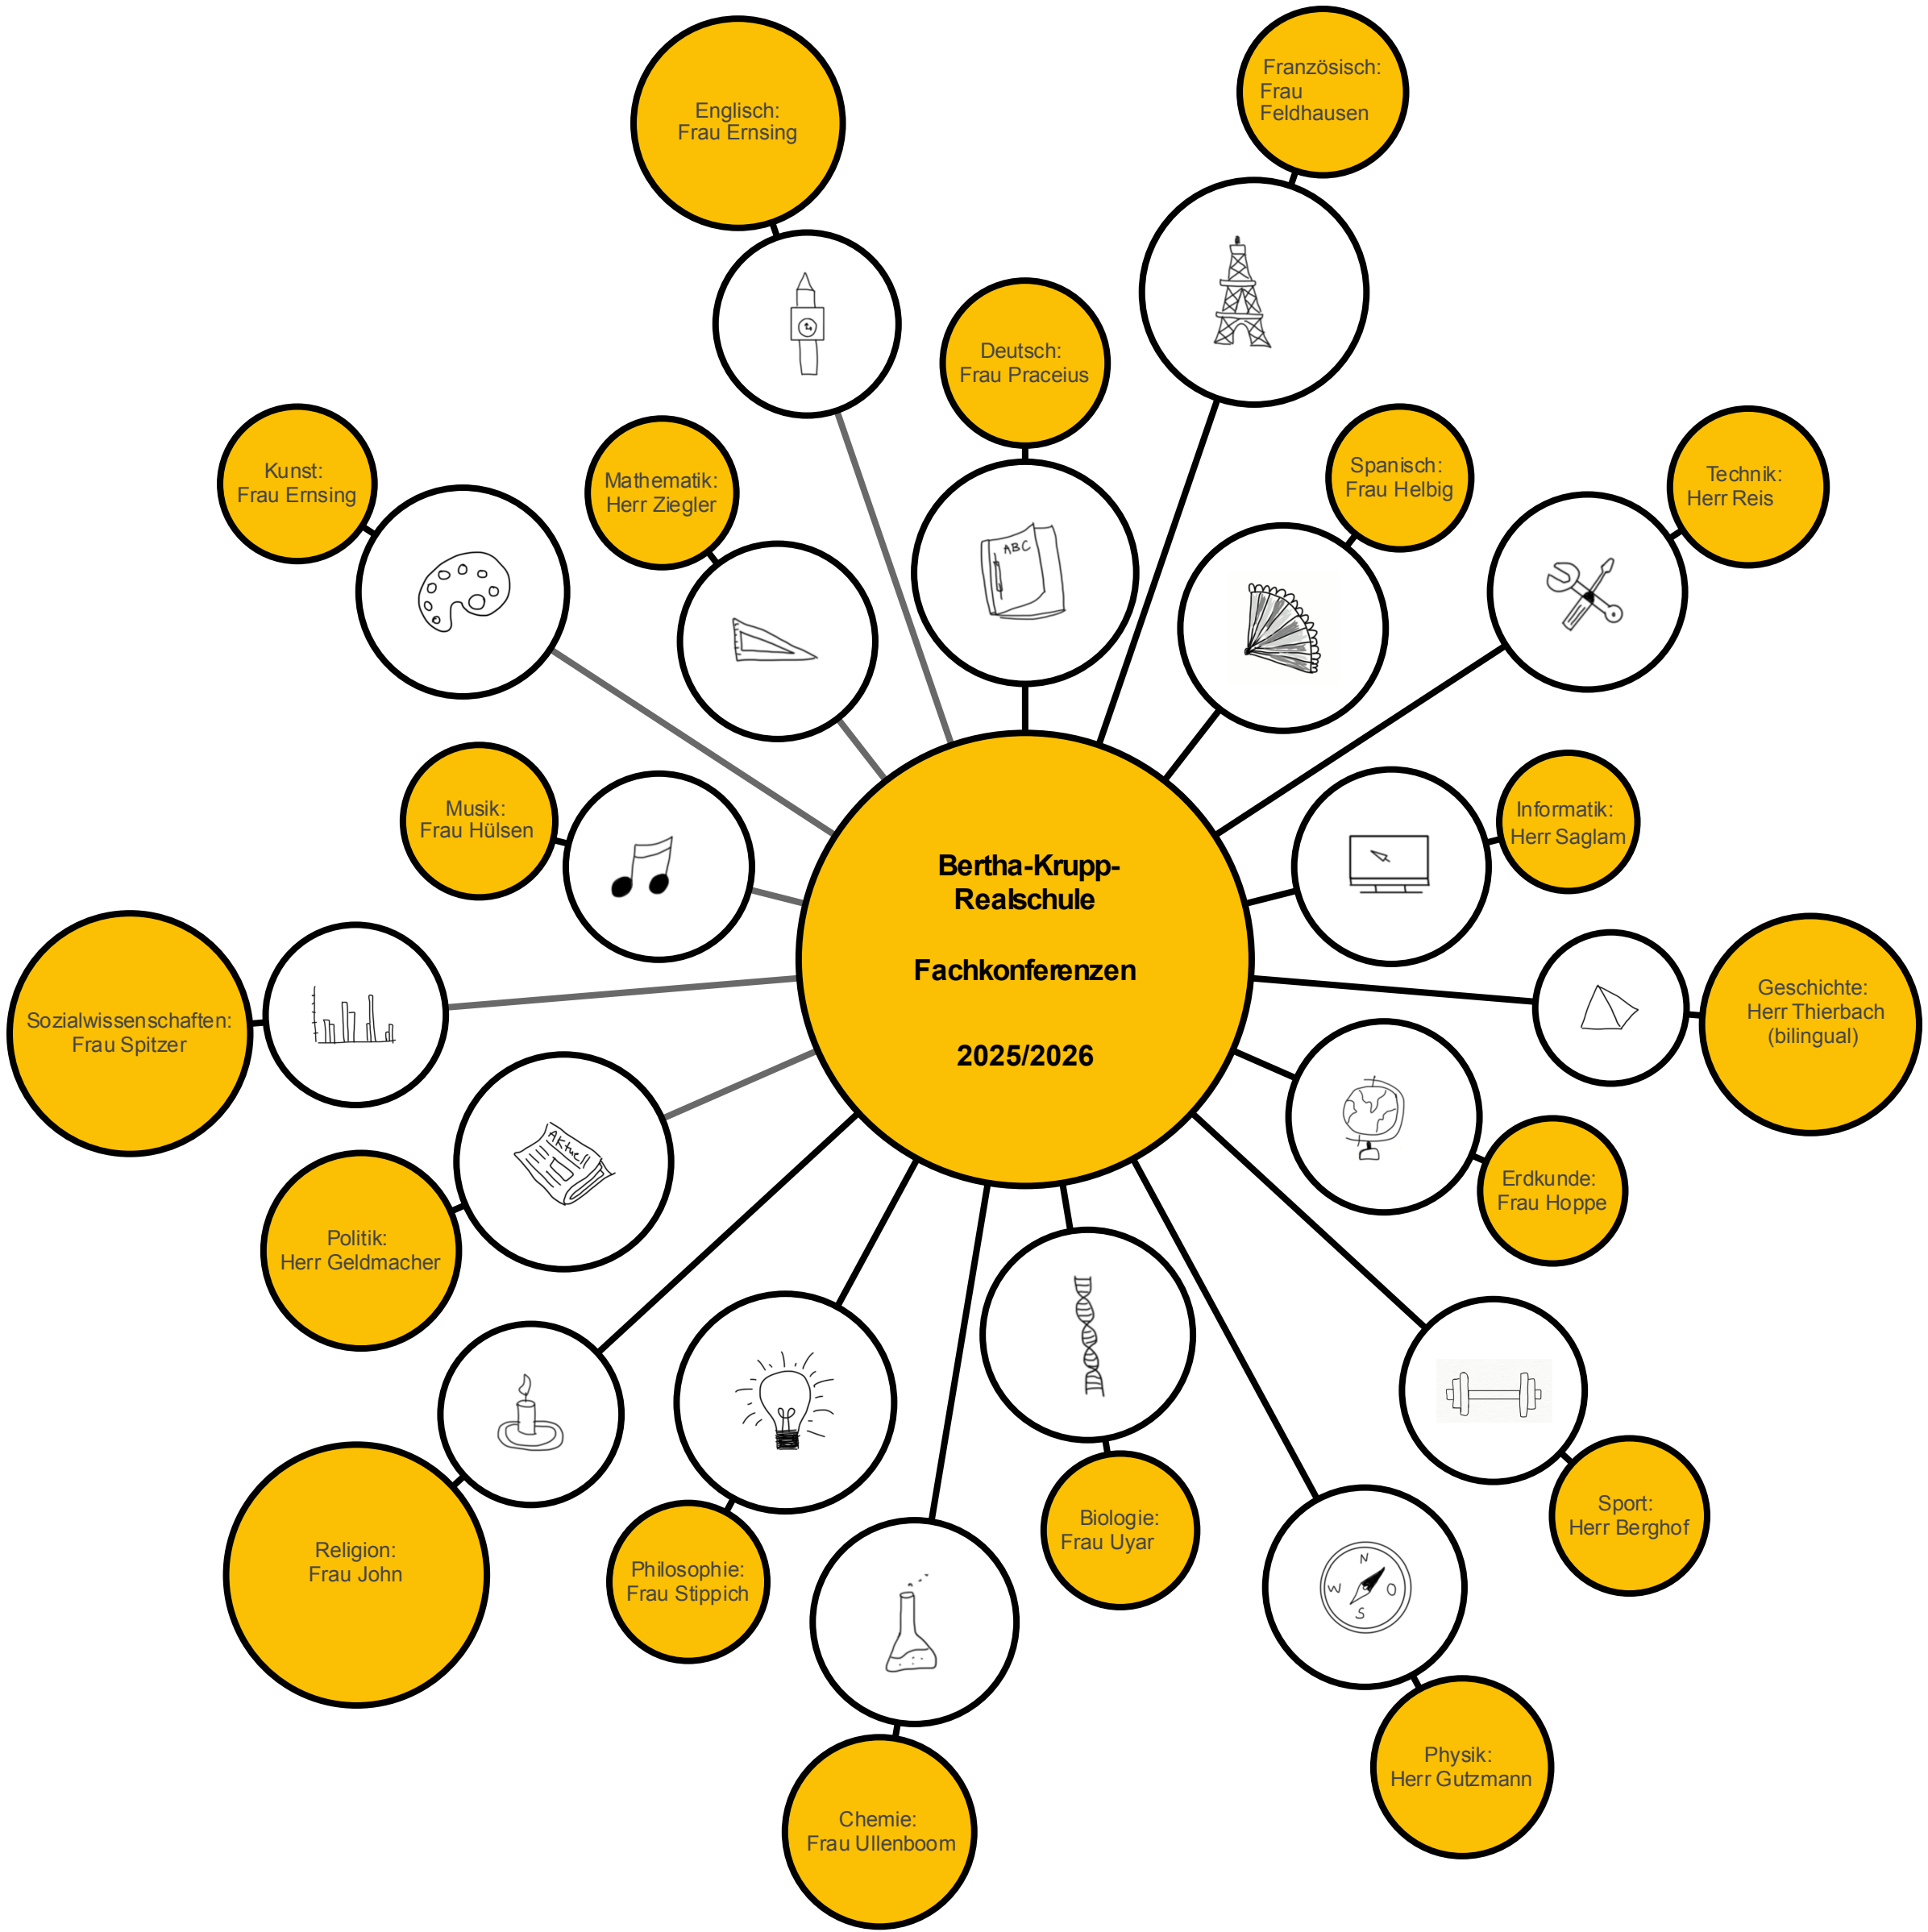 Französisch:
Frau
Feldhausen
Englisch:
Frau Ernsing
Deutsch:
Frau Praceius
Kunst:
Frau Ernsing
Mathematik:
Herr Ziegler
Spanisch:
Frau Helbig
Technik:
Herr Reis
ABC
Musik:
Frau Hülsen
Informatik:
Herr Saglam
Bertha-Krupp-
Realschule
Fachkonferenzen
2025/2026
Sozialwissenschaften:
Frau Spitzer
Geschichte:
Herr Thierbach
(bilingual)
Aktuell
Erdkunde:
Frau Hoppe
Politik:
Herr Geldmacher
Religion:
Frau John
Philosophie:
Frau Stippich
Biologie:
Frau Uyar
Sport:
Herr Berghof
N
W O
S
Physik:
Herr Gutzmann
Chemie:
Frau Ullenboom